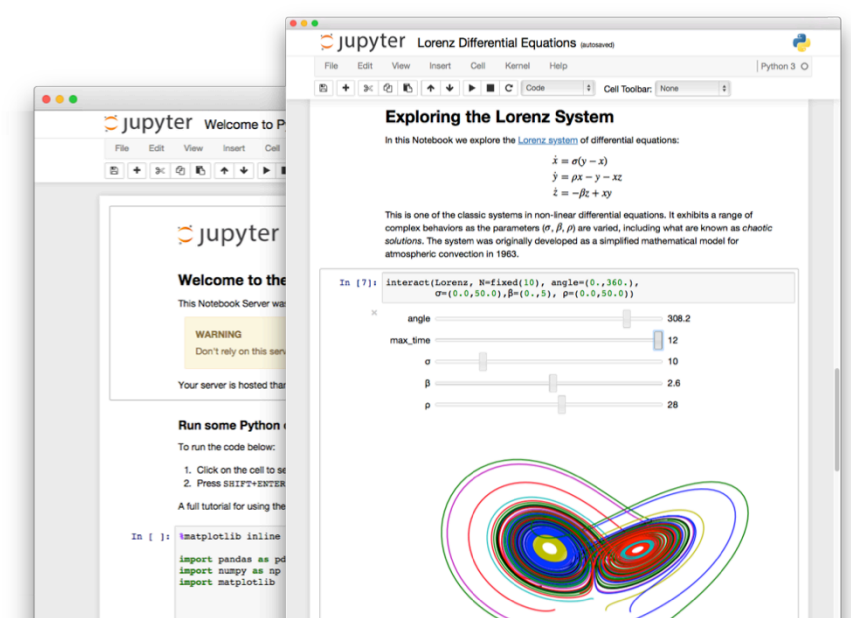 jupyter Lorenz Differential Equations (autosaved)
File Edit View Insert Cell Kernel Help Python 3
Code Cell Toolbar: None
Exploring the Lorenz System
In this Notebook we explore the Lorenz system of differential equations:
ẋ = σ(y − x)
ẏ = ρx − y − xz
ż = −βz + xy
This is one of the classic systems in non-linear differential equations. It exhibits a range of
complex behaviors as the parameters (σ, β, ρ) are varied, including what are known as chaotic
solutions. The system was originally developed as a simplified mathematical model for
atmospheric convection in 1963.
In [7]: interact(Lorenz, N=fixed(10), angle=(0.,360.),
σ=(0.0,50.0),β=(0.,5), ρ=(0.0,50.0))
angle 308.2
max_time 12
σ 10
β 2.6
ρ 28
jupyter Welcome to P
File Edit View Insert Cell
jupyter
Welcome to the
This Notebook Server was
WARNING
Don't rely on this serv
Your server is hosted than
Run some Python
To run the code below:
1. Click on the cell to se
2. Press SHIFT+ENTER
A full tutorial for using the
In [ ]: %matplotlib inline
import pandas as pd
import numpy as np
import matplotlib